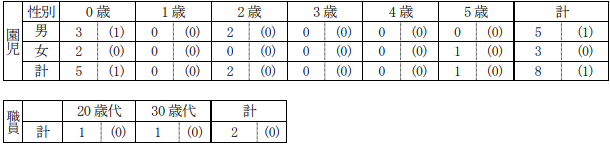 園児 性別 0歳 1歳 2歳 3歳 4歳 5歳 計
男 3 (1) 0 (0) 2 (0) 0 (0) 0 (0) 0 (0) 5 (1)
女 2 (0) 0 (0) 0 (0) 0 (0) 0 (0) 1 (0) 3 (0)
計 5 (1) 0 (0) 2 (0) 0 (0) 0 (0) 1 (0) 8 (1)
職員 20歳代 30歳代 計
計 1 (0) 1 (0) 2 (0)